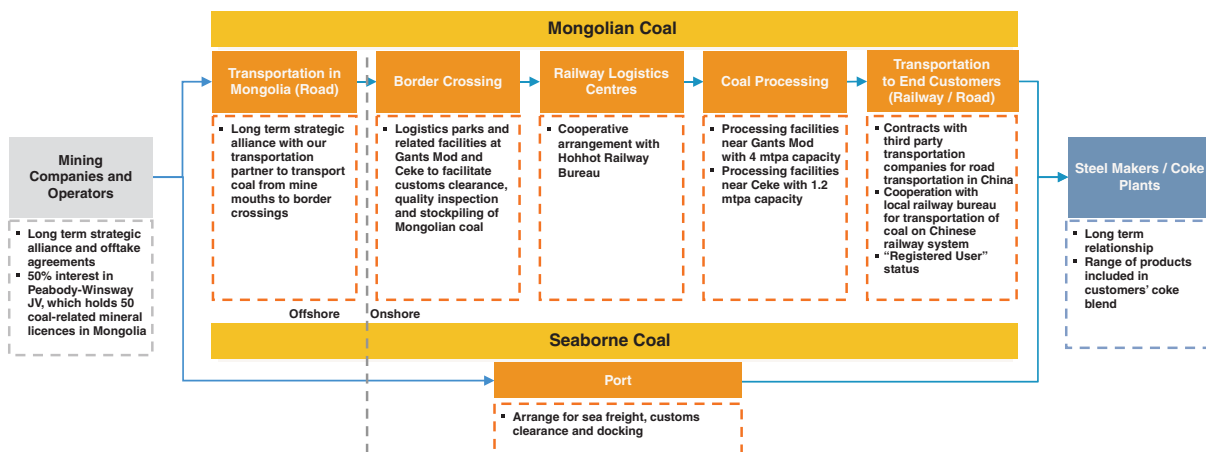 Mongolian Coal
Transportation in
Mongolia (Road)
Border Crossing
Railway Logistics
Centres
Coal Processing
Transportation
to End Customers
(Railway / Road)
Mining
Companies and
Operators
▪ Long term strategic
alliance and offtake
agreements
▪ 50% interest in
Peabody-Winsway
JV, which holds 50
coal-related mineral
licences in Mongolia
▪ Long term strategic
alliance with our
transportation
partner to transport
coal from mine
mouths to border
crossings
▪ Logistics parks and
related facilities at
Gants Mod and
Ceke to facilitate
customs clearance,
quality inspection
and stockpiling of
Mongolian coal
▪ Cooperative
arrangement with
Hohhot Railway
Bureau
▪ Processing facilities
near Gants Mod
with 4 mtpa capacity
▪ Processing facilities
near Ceke with 1.2
mtpa capacity
▪ Contracts with
third party
transportation
companies for road
transportation in China
▪ Cooperation with
local railway bureau
for transportation of
coal on Chinese
railway system
▪ “Registered User”
status
Steel Makers / Coke
Plants
▪ Long term
relationship
▪ Range of products
included in
customers’ coke
blend
Offshore
Onshore
Seaborne Coal
Port
▪ Arrange for sea freight, customs
clearance and docking